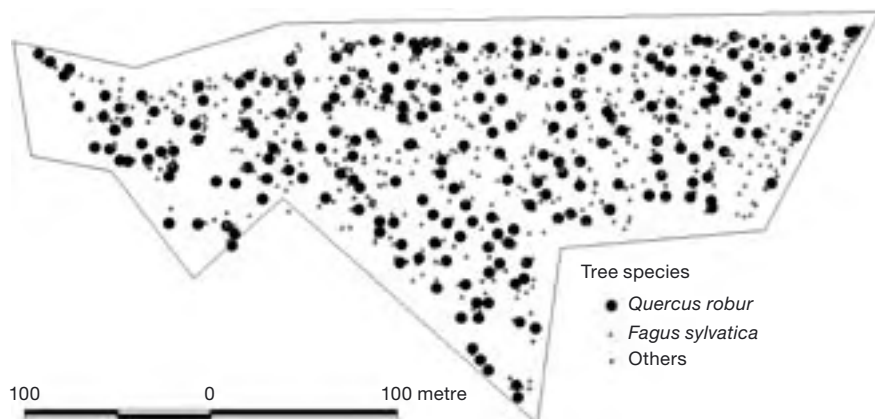 Tree species
Quercus robur
Fagus sylvatica
Others
100 0 100 metre